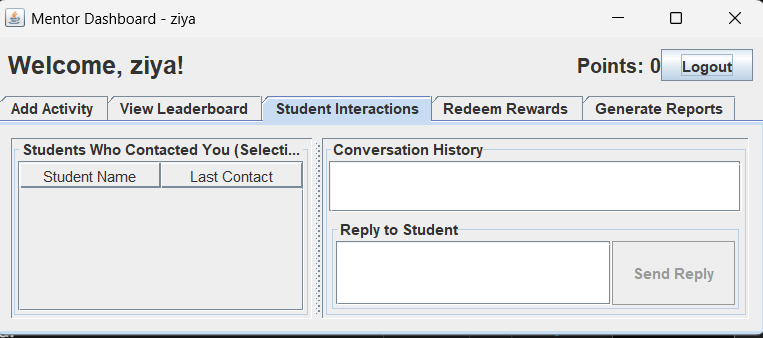 Mentor Dashboard - ziya
Welcome, ziya!
Points: 0
Logout
Add Activity
View Leaderboard
Student Interactions
Redeem Rewards
Generate Reports
Students Who Contacted You (Selecti...
Student Name
Last Contact
Conversation History
Reply to Student
Send Reply